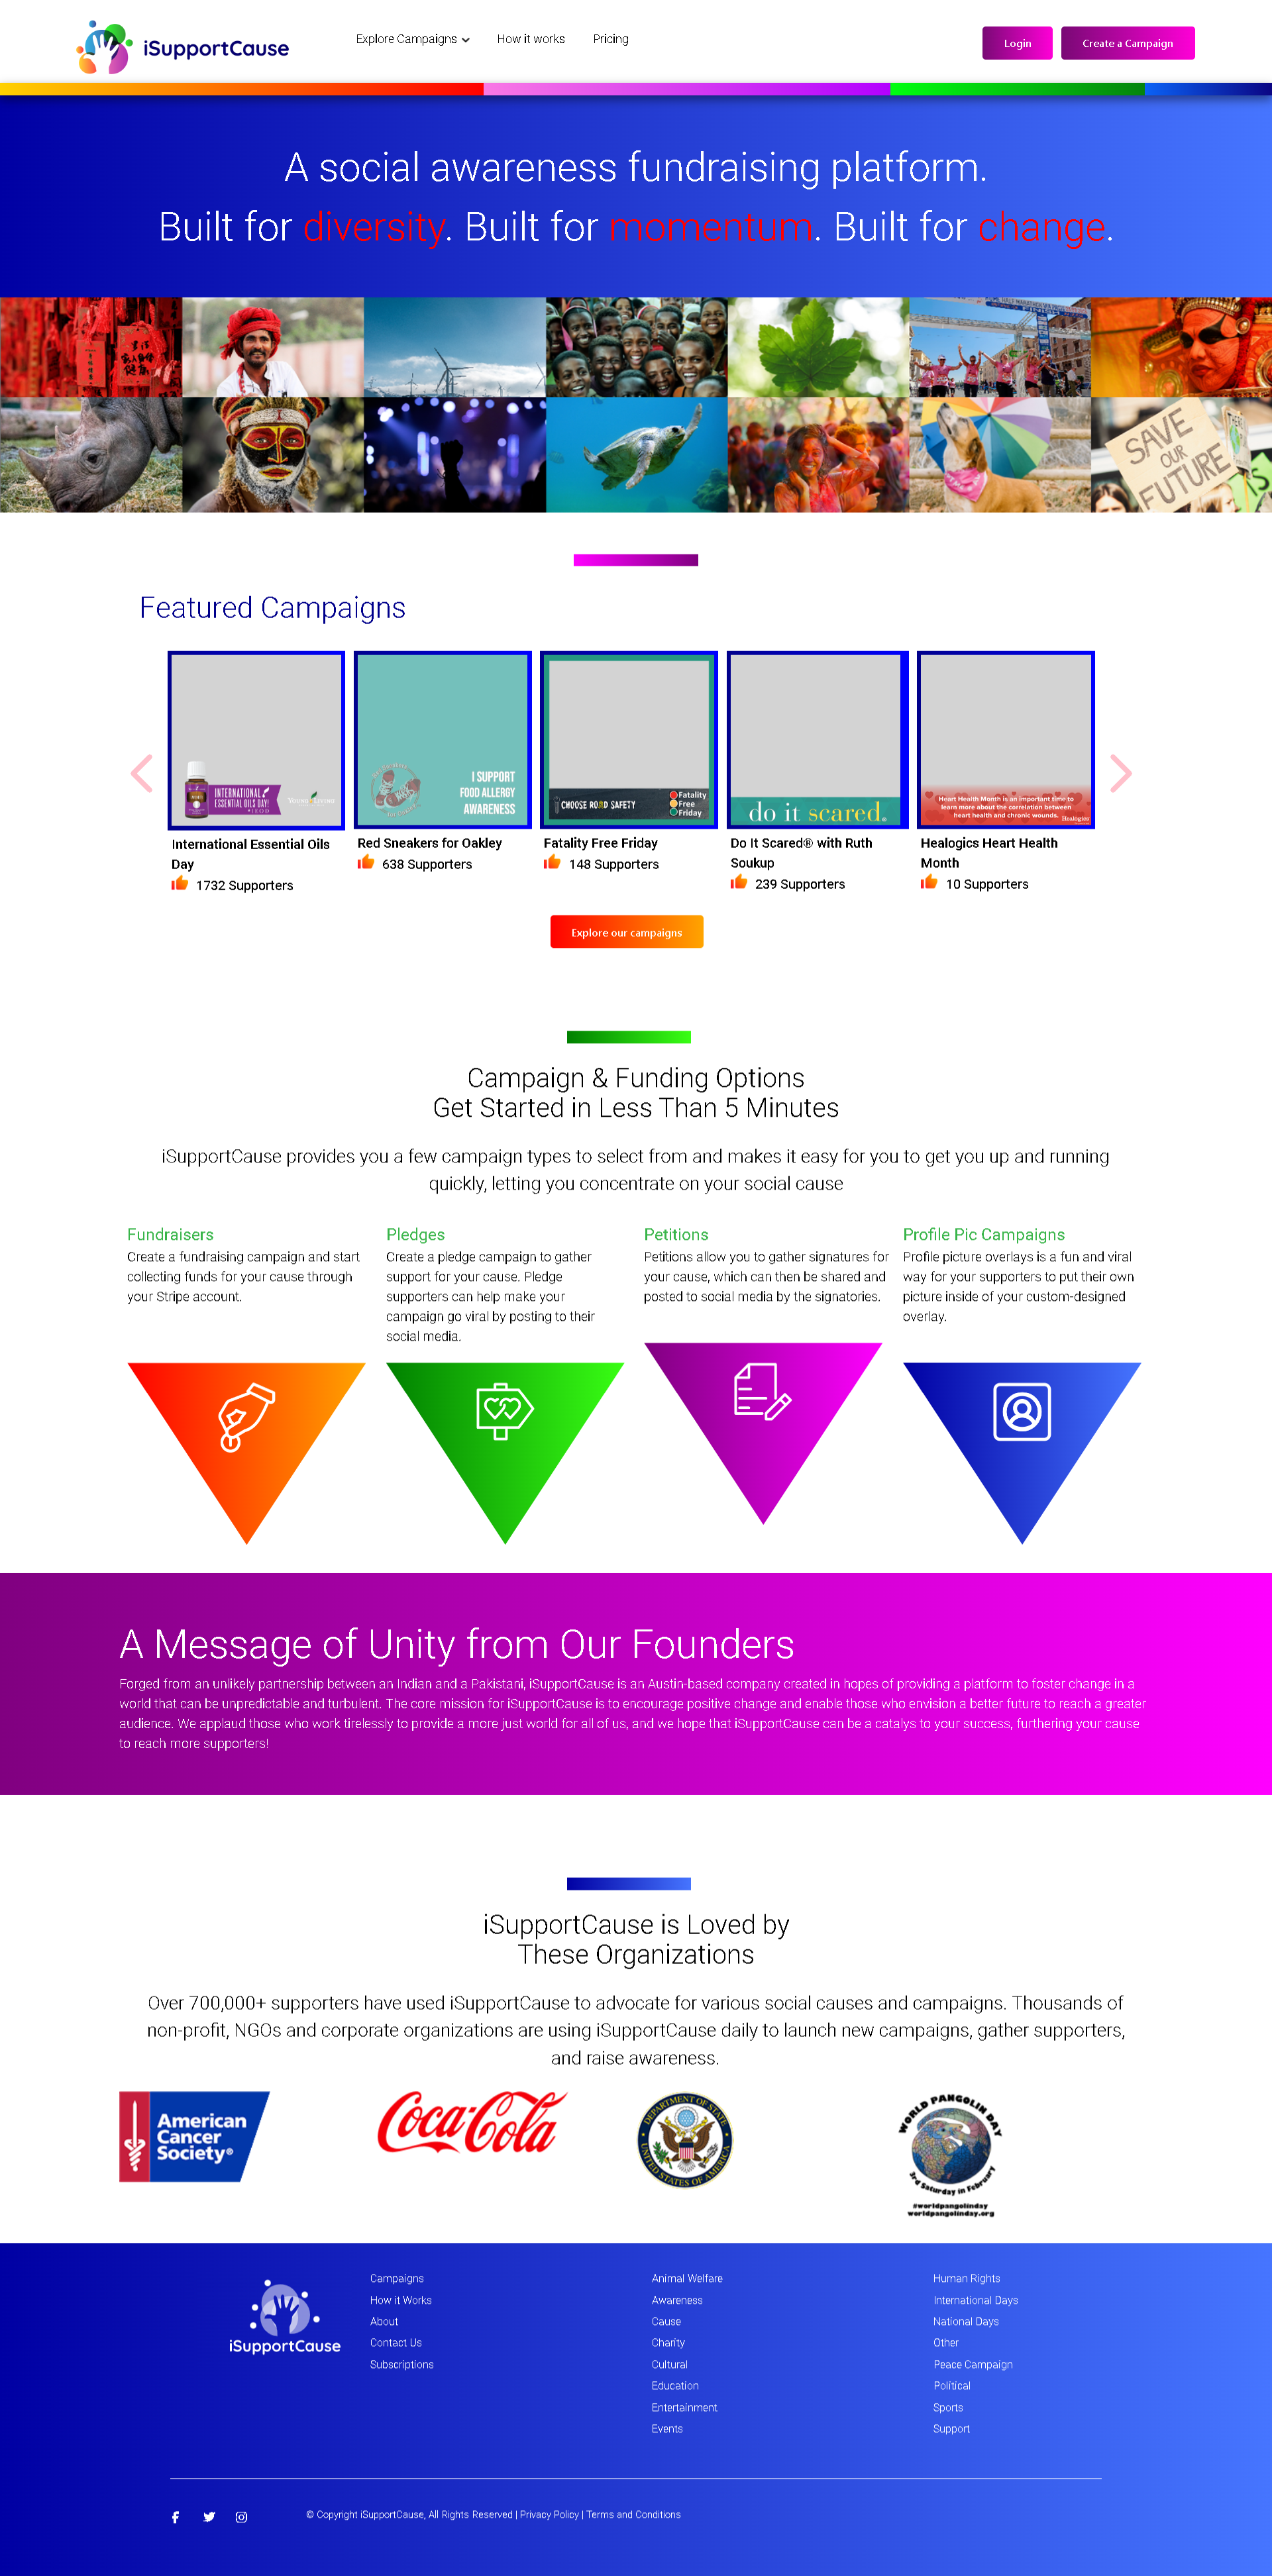 iSupportCause
Explore Campaigns
How it works
Pricing
Login
Create a Campaign
A social awareness fundraising platform.
Built for diversity. Built for momentum. Built for change.
SAVE
OUR
FUTURE
Featured Campaigns
INTERNATIONAL
ESSENTIAL OILS DAY!
YOUNG LIVING
I SUPPORT
FOOD ALLERGY
AWARENESS
CHOOSE ROAD SAFETY
Fatality
Free
Friday
do it scared.
Heart Health Month is an important time to
learn more about the correlation between
heart health and chronic wounds.
Healogics
International Essential Oils
Day
1732 Supporters
Red Sneakers for Oakley
638 Supporters
Fatality Free Friday
148 Supporters
Do It Scared® with Ruth
Soukup
239 Supporters
Healogics Heart Health
Month
10 Supporters
Explore our campaigns
Campaign & Funding Options
Get Started in Less Than 5 Minutes
iSupportCause provides you a few campaign types to select from and makes it easy for you to get you up and running
quickly, letting you concentrate on your social cause
Fundraisers
Create a fundraising campaign and start
collecting funds for your cause through
your Stripe account.
Pledges
Create a pledge campaign to gather
support for your cause. Pledge
supporters can help make your
campaign go viral by posting to their
social media.
Petitions
Petitions allow you to gather signatures for
your cause, which can then be shared and
posted to social media by the signatories.
Profile Pic Campaigns
Profile picture overlays is a fun and viral
way for your supporters to put their own
picture inside of your custom-designed
overlay.
A Message of Unity from Our Founders
Forged from an unlikely partnership between an Indian and a Pakistani, iSupportCause is an Austin-based company created in hopes of providing a platform to foster change in a
world that can be unpredictable and turbulent. The core mission for iSupportCause is to encourage positive change and enable those who envision a better future to reach a greater
audience. We applaud those who work tirelessly to provide a more just world for all of us, and we hope that iSupportCause can be a catalys to your success, furthering your cause
to reach more supporters!
iSupportCause is Loved by
These Organizations
Over 700,000+ supporters have used iSupportCause to advocate for various social causes and campaigns. Thousands of
non-profit, NGOs and corporate organizations are using iSupportCause daily to launch new campaigns, gather supporters,
and raise awareness.
American
Cancer
Society®
Coca-Cola
DEPARTMENT OF STATE
UNITED STATES OF AMERICA
WORLD PANGOLIN DAY
3rd Saturday in February
#worldpangolinday
worldpangolinday.org
iSupportCause
Campaigns
How it Works
About
Contact Us
Subscriptions
Animal Welfare
Awareness
Cause
Charity
Cultural
Education
Entertainment
Events
Human Rights
International Days
National Days
Other
Peace Campaign
Political
Sports
Support
© Copyright iSupportCause, All Rights Reserved | Privacy Policy | Terms and Conditions